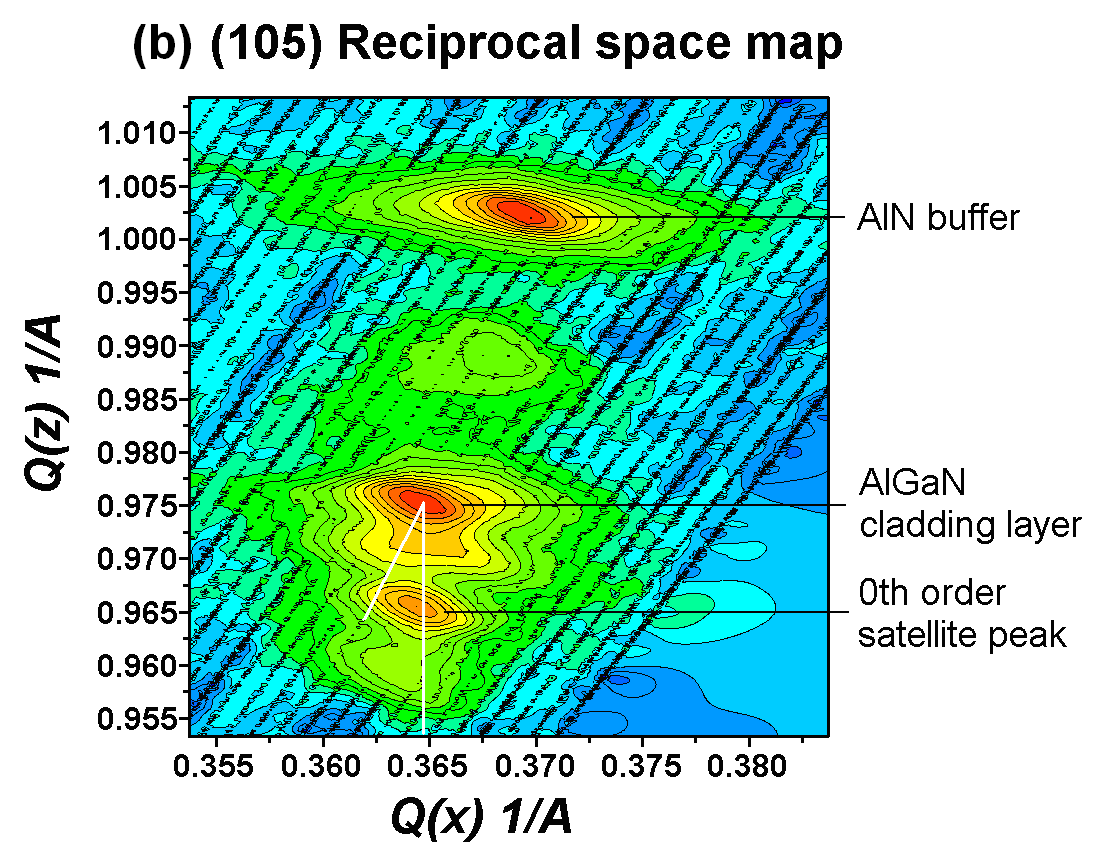 (b) (105) Reciprocal space map
1.010
1.005
1.000
0.995
0.990
0.985
0.980
0.975
0.970
0.965
0.960
0.955
Q(z) 1/A
AlN buffer
AlGaN
cladding layer
0th order
satellite peak
0.355 0.360 0.365 0.370 0.375 0.380
Q(x) 1/A